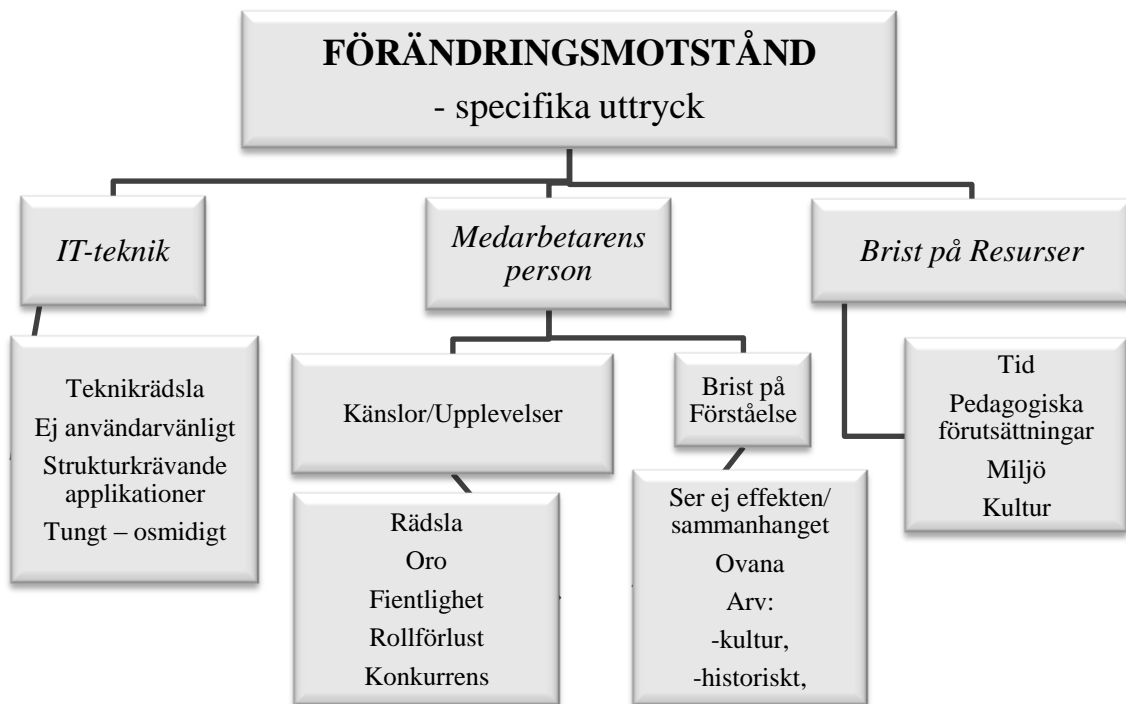 FÖRÄNDRINGSMOTSTÅND
- specifika uttryck
IT-teknik
Medarbetarens
person
Brist på Resurser
Teknikrädsla
Ej användarvänligt
Strukturkrävande
applikationer
Tungt – osmidigt
Känslor/Upplevelser
Rädsla
Oro
Fientlighet
Rollförlust
Konkurrens
Brist på
Förståelse
Ser ej effekten/
sammanhanget
Ovana
Arv:
-kultur,
-historiskt,
Tid
Pedagogiska
förutsättningar
Miljö
Kultur